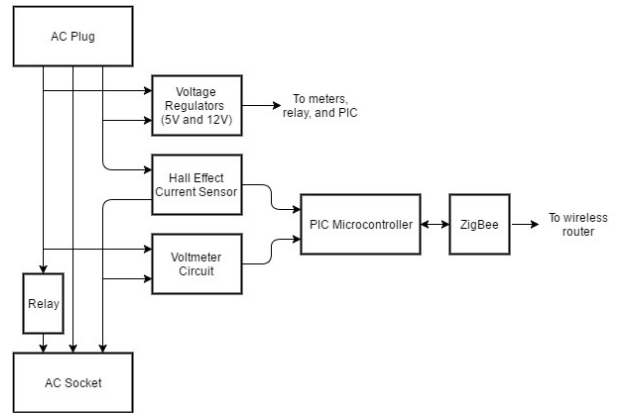 AC Plug
Voltage
Regulators
(5V and 12V)
To meters,
relay, and PIC
Hall Effect
Current Sensor
PIC Microcontroller
ZigBee
To wireless
router
Voltmeter
Circuit
Relay
AC Socket